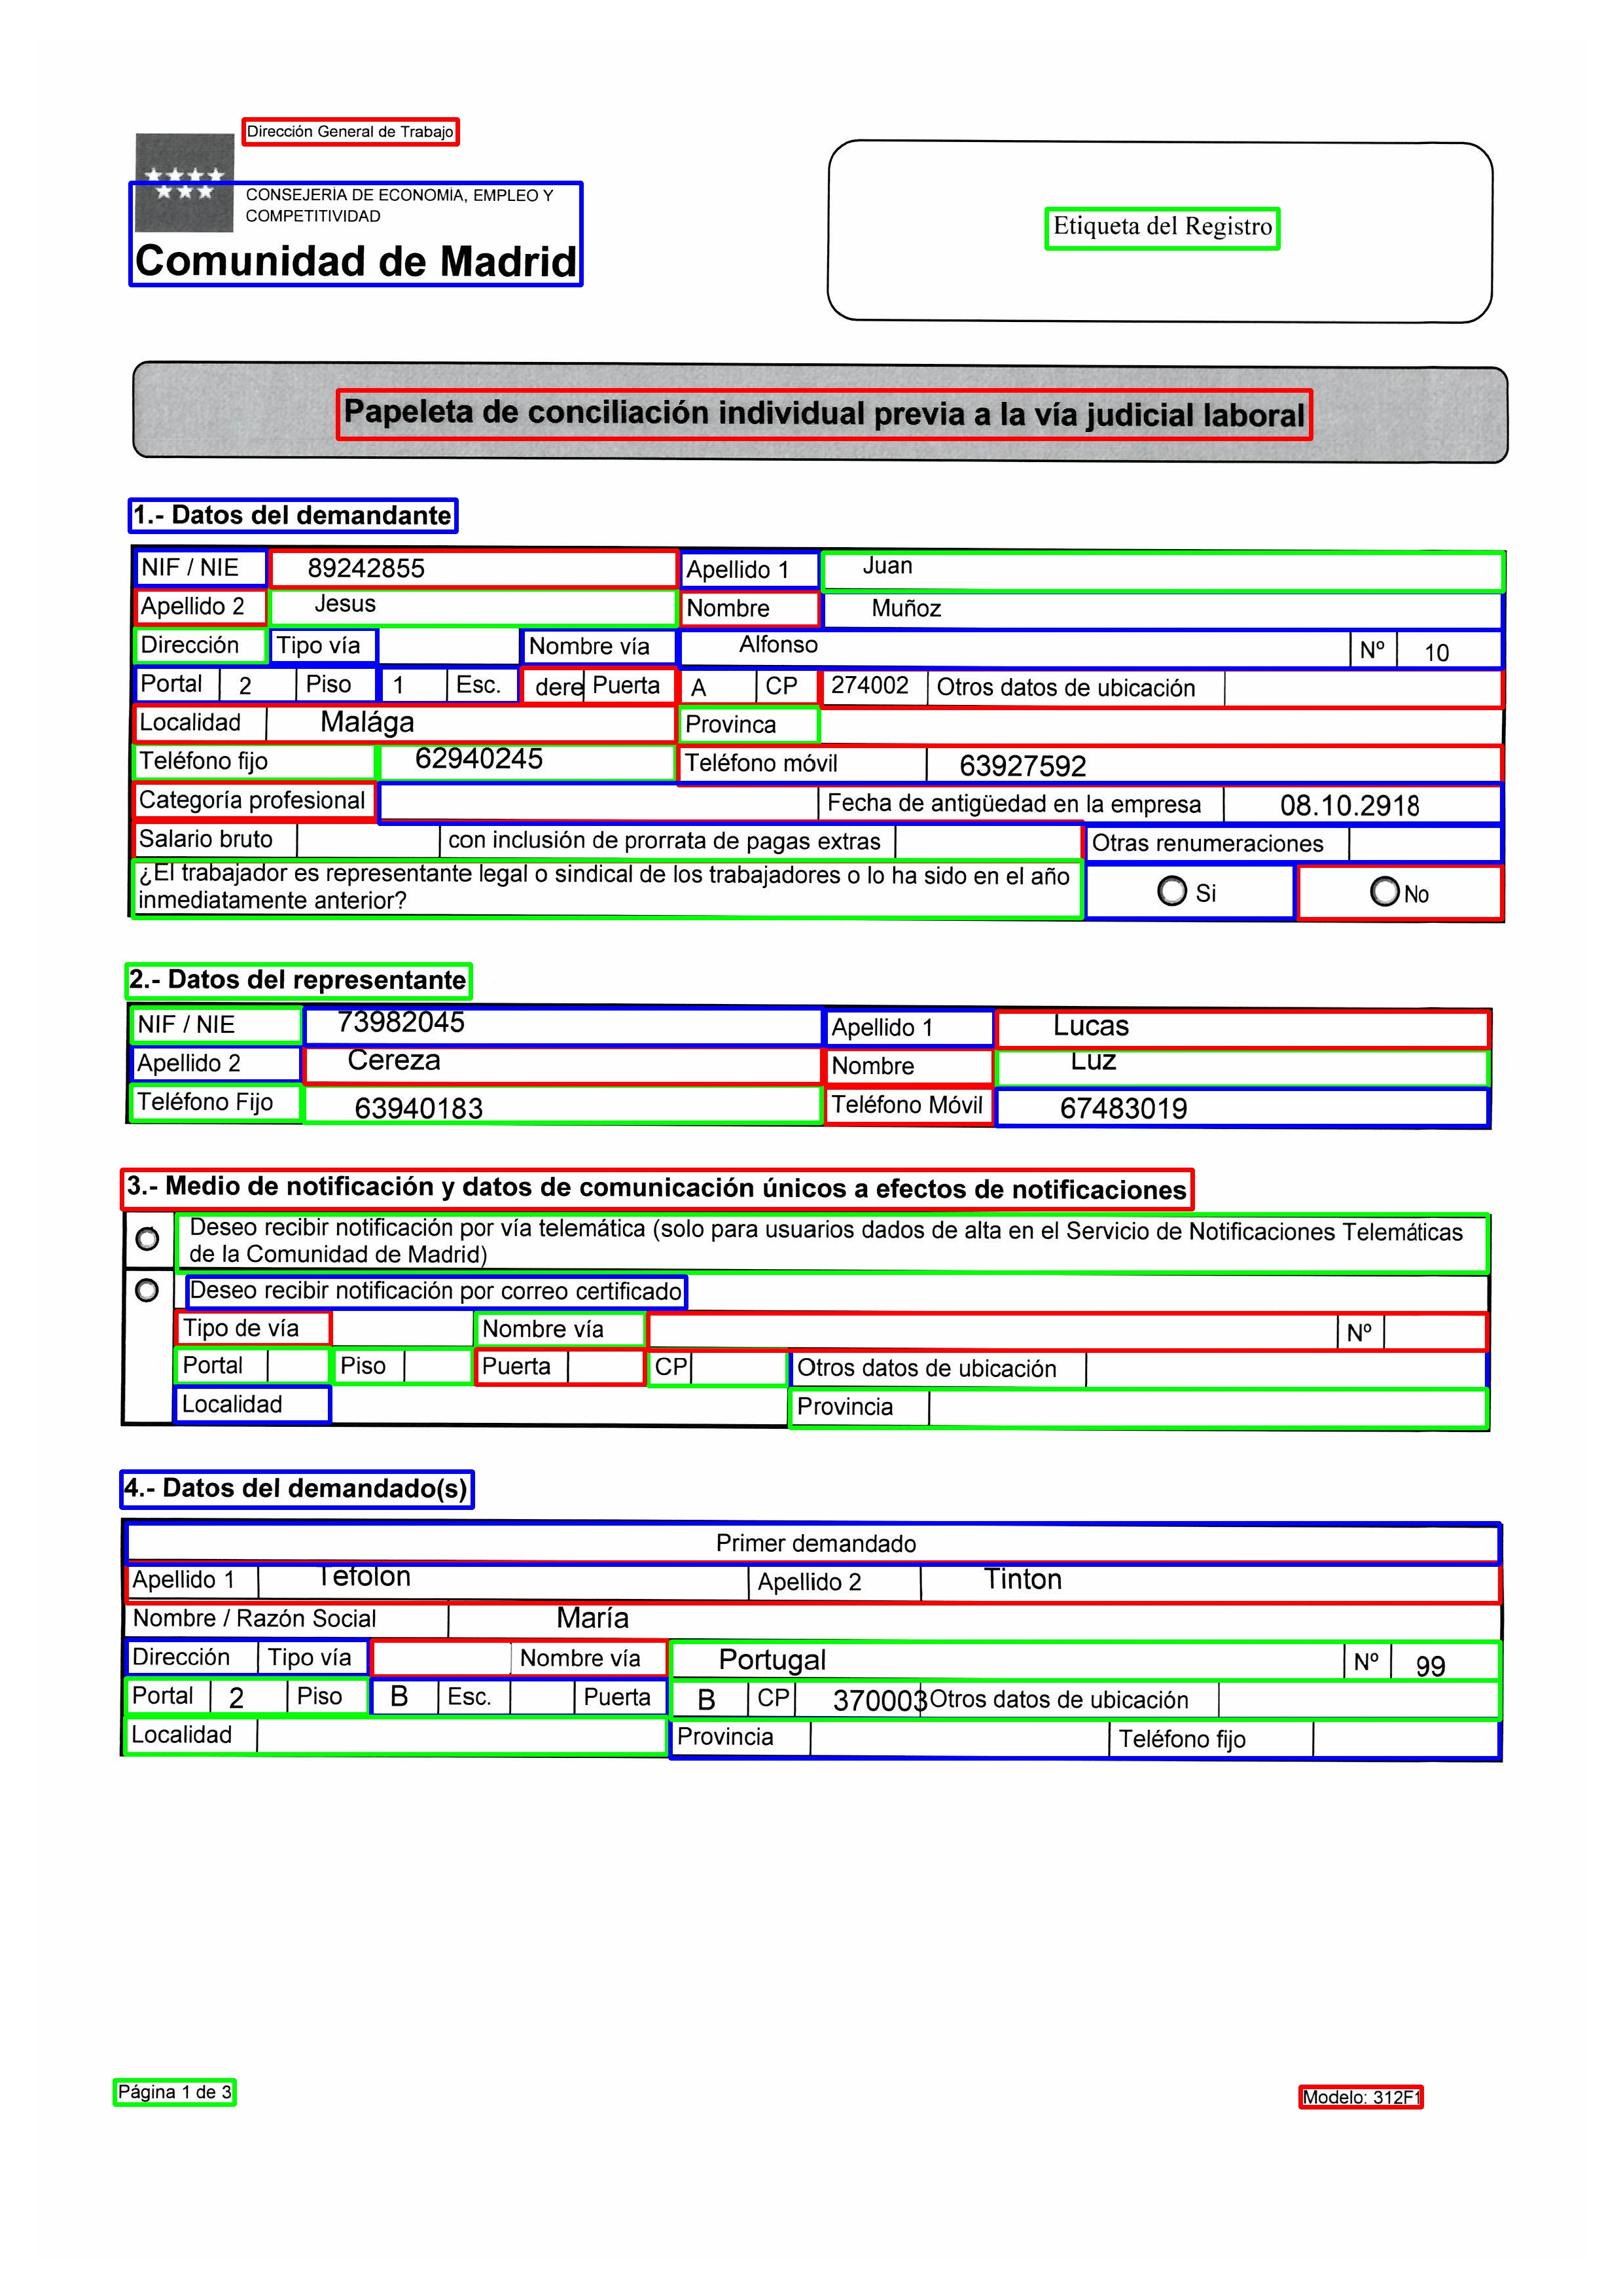 Dirección General de Trabajo
CONSEJERÍA DE ECONOMÍA, EMPLEO Y
COMPETITIVIDAD
Comunidad de Madrid
Etiqueta del Registro
Papeleta de conciliación individual previa a la vía judicial laboral
1.- Datos del demandante
NIF / NIE 89242855 Apellido 1 Juan
Apellido 2 Jesus Nombre Muñoz
Dirección Tipo vía Nombre vía Alfonso Nº 10
Portal 2 Piso 1 Esc. dere Puerta A CP 274002 Otros datos de ubicación
Localidad Malága Provinca
Teléfono fijo 62940245 Teléfono móvil 63927592
Categoría profesional Fecha de antigüedad en la empresa 08.10.2918
Salario bruto con inclusión de prorrata de pagas extras Otras renumeraciones
¿El trabajador es representante legal o sindical de los trabajadores o lo ha sido en el año
inmediatamente anterior? Si No
2.- Datos del representante
NIF / NIE 73982045 Apellido 1 Lucas
Apellido 2 Cereza Nombre Luz
Teléfono Fijo 63940183 Teléfono Móvil 67483019
3.- Medio de notificación y datos de comunicación únicos a efectos de notificaciones
Deseo recibir notificación por vía telemática (solo para usuarios dados de alta en el Servicio de Notificaciones Telemáticas
de la Comunidad de Madrid)
Deseo recibir notificación por correo certificado
Tipo de vía Nombre vía Nº
Portal Piso Puerta CP Otros datos de ubicación
Localidad Provincia
4.- Datos del demandado(s)
Primer demandado
Apellido 1 Tefolon Apellido 2 Tinton
Nombre / Razón Social María
Dirección Tipo vía Nombre vía Portugal Nº 99
Portal 2 Piso B Esc. Puerta B CP 370003 Otros datos de ubicación
Localidad Provincia Teléfono fijo
Página 1 de 3
Modelo: 312F1